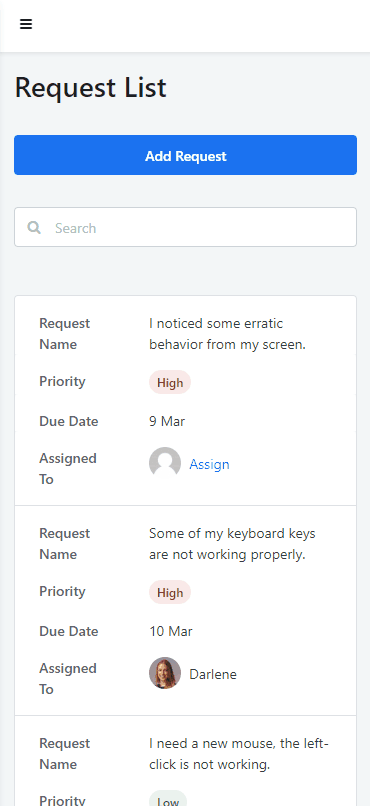 Request List
Add Request
Search
Request Name
I noticed some erratic behavior from my screen.
Priority
High
Due Date
9 Mar
Assigned To
Assign
Request Name
Some of my keyboard keys are not working properly.
Priority
High
Due Date
10 Mar
Assigned To
Darlene
Request Name
I need a new mouse, the left-click is not working.
Priority
Low